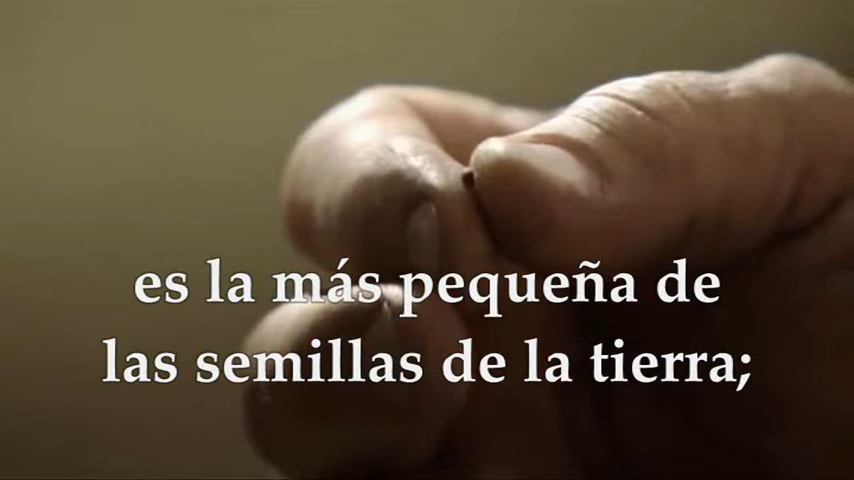 es la más pequeña de
las semillas de la tierra;